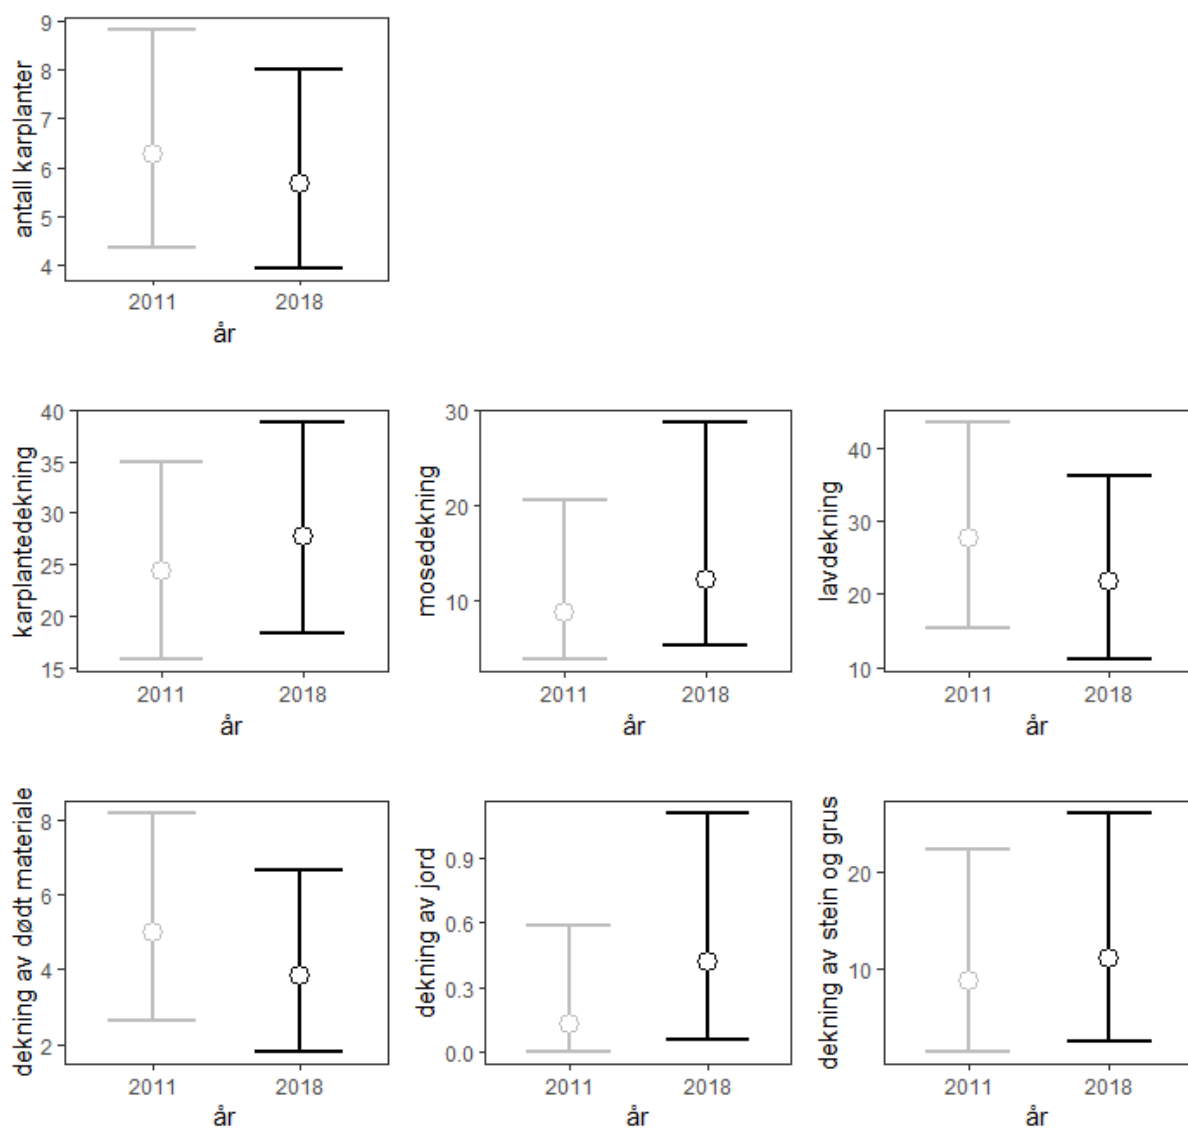 antall karplanter
9
8
7
6
5
4
2011 2018
år
karplantedekning
40
35
30
25
20
15
2011 2018
år
mosedekning
30
20
10
2011 2018
år
lavdekning
40
30
20
10
2011 2018
år
dekning av dødt materiale
8
6
4
2
2011 2018
år
dekning av jord
0.9
0.6
0.3
0.0
2011 2018
år
dekning av stein og grus
20
10
2011 2018
år